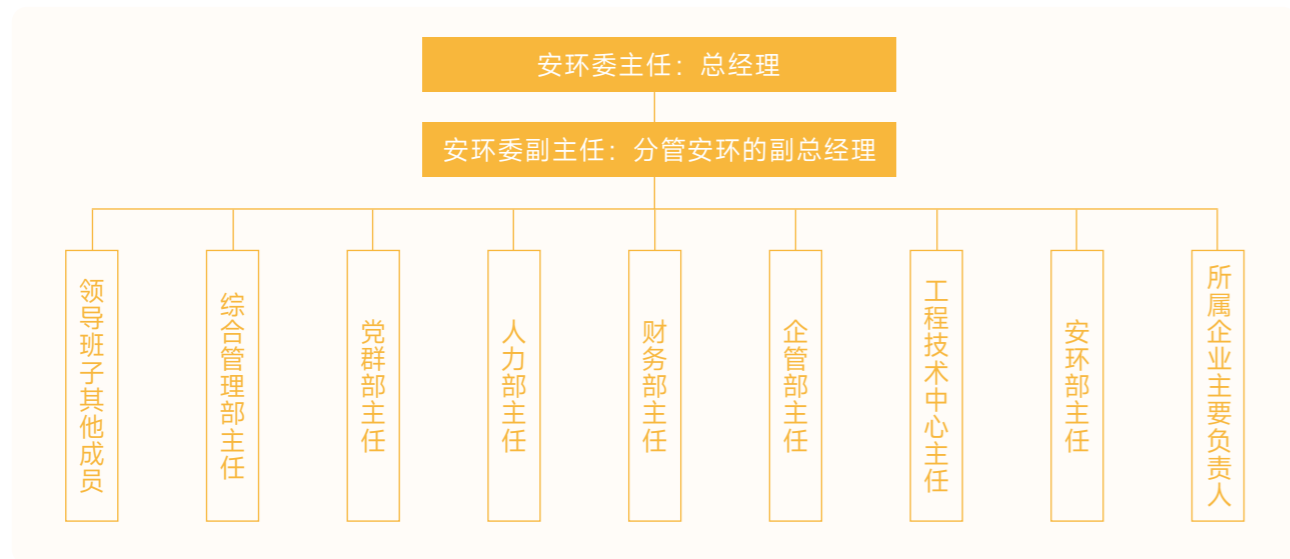 安环委主任：总经理
安环委副主任：分管安环的副总经理
领导班子其他成员
综合管理部主任
党群部主任
人力部主任
财务部主任
企管部主任
工程技术中心主任
安环部主任
所属企业主要负责人